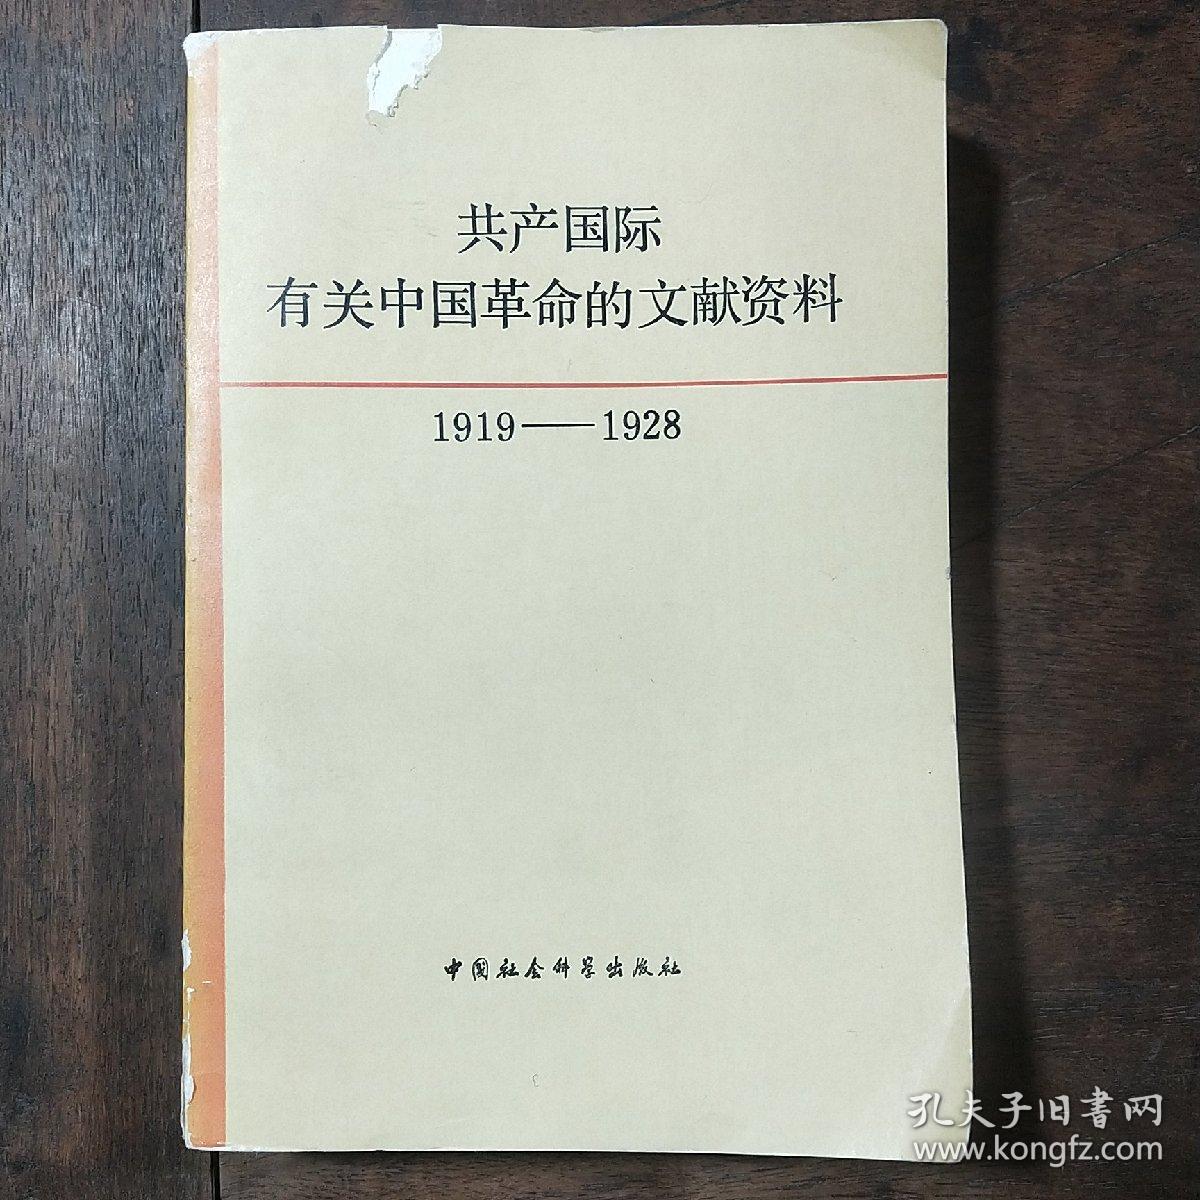 共产国际
有关中国革命的文献资料
1919——1928
中国社会科学出版社
孔夫子旧書网
www.kongfz.com